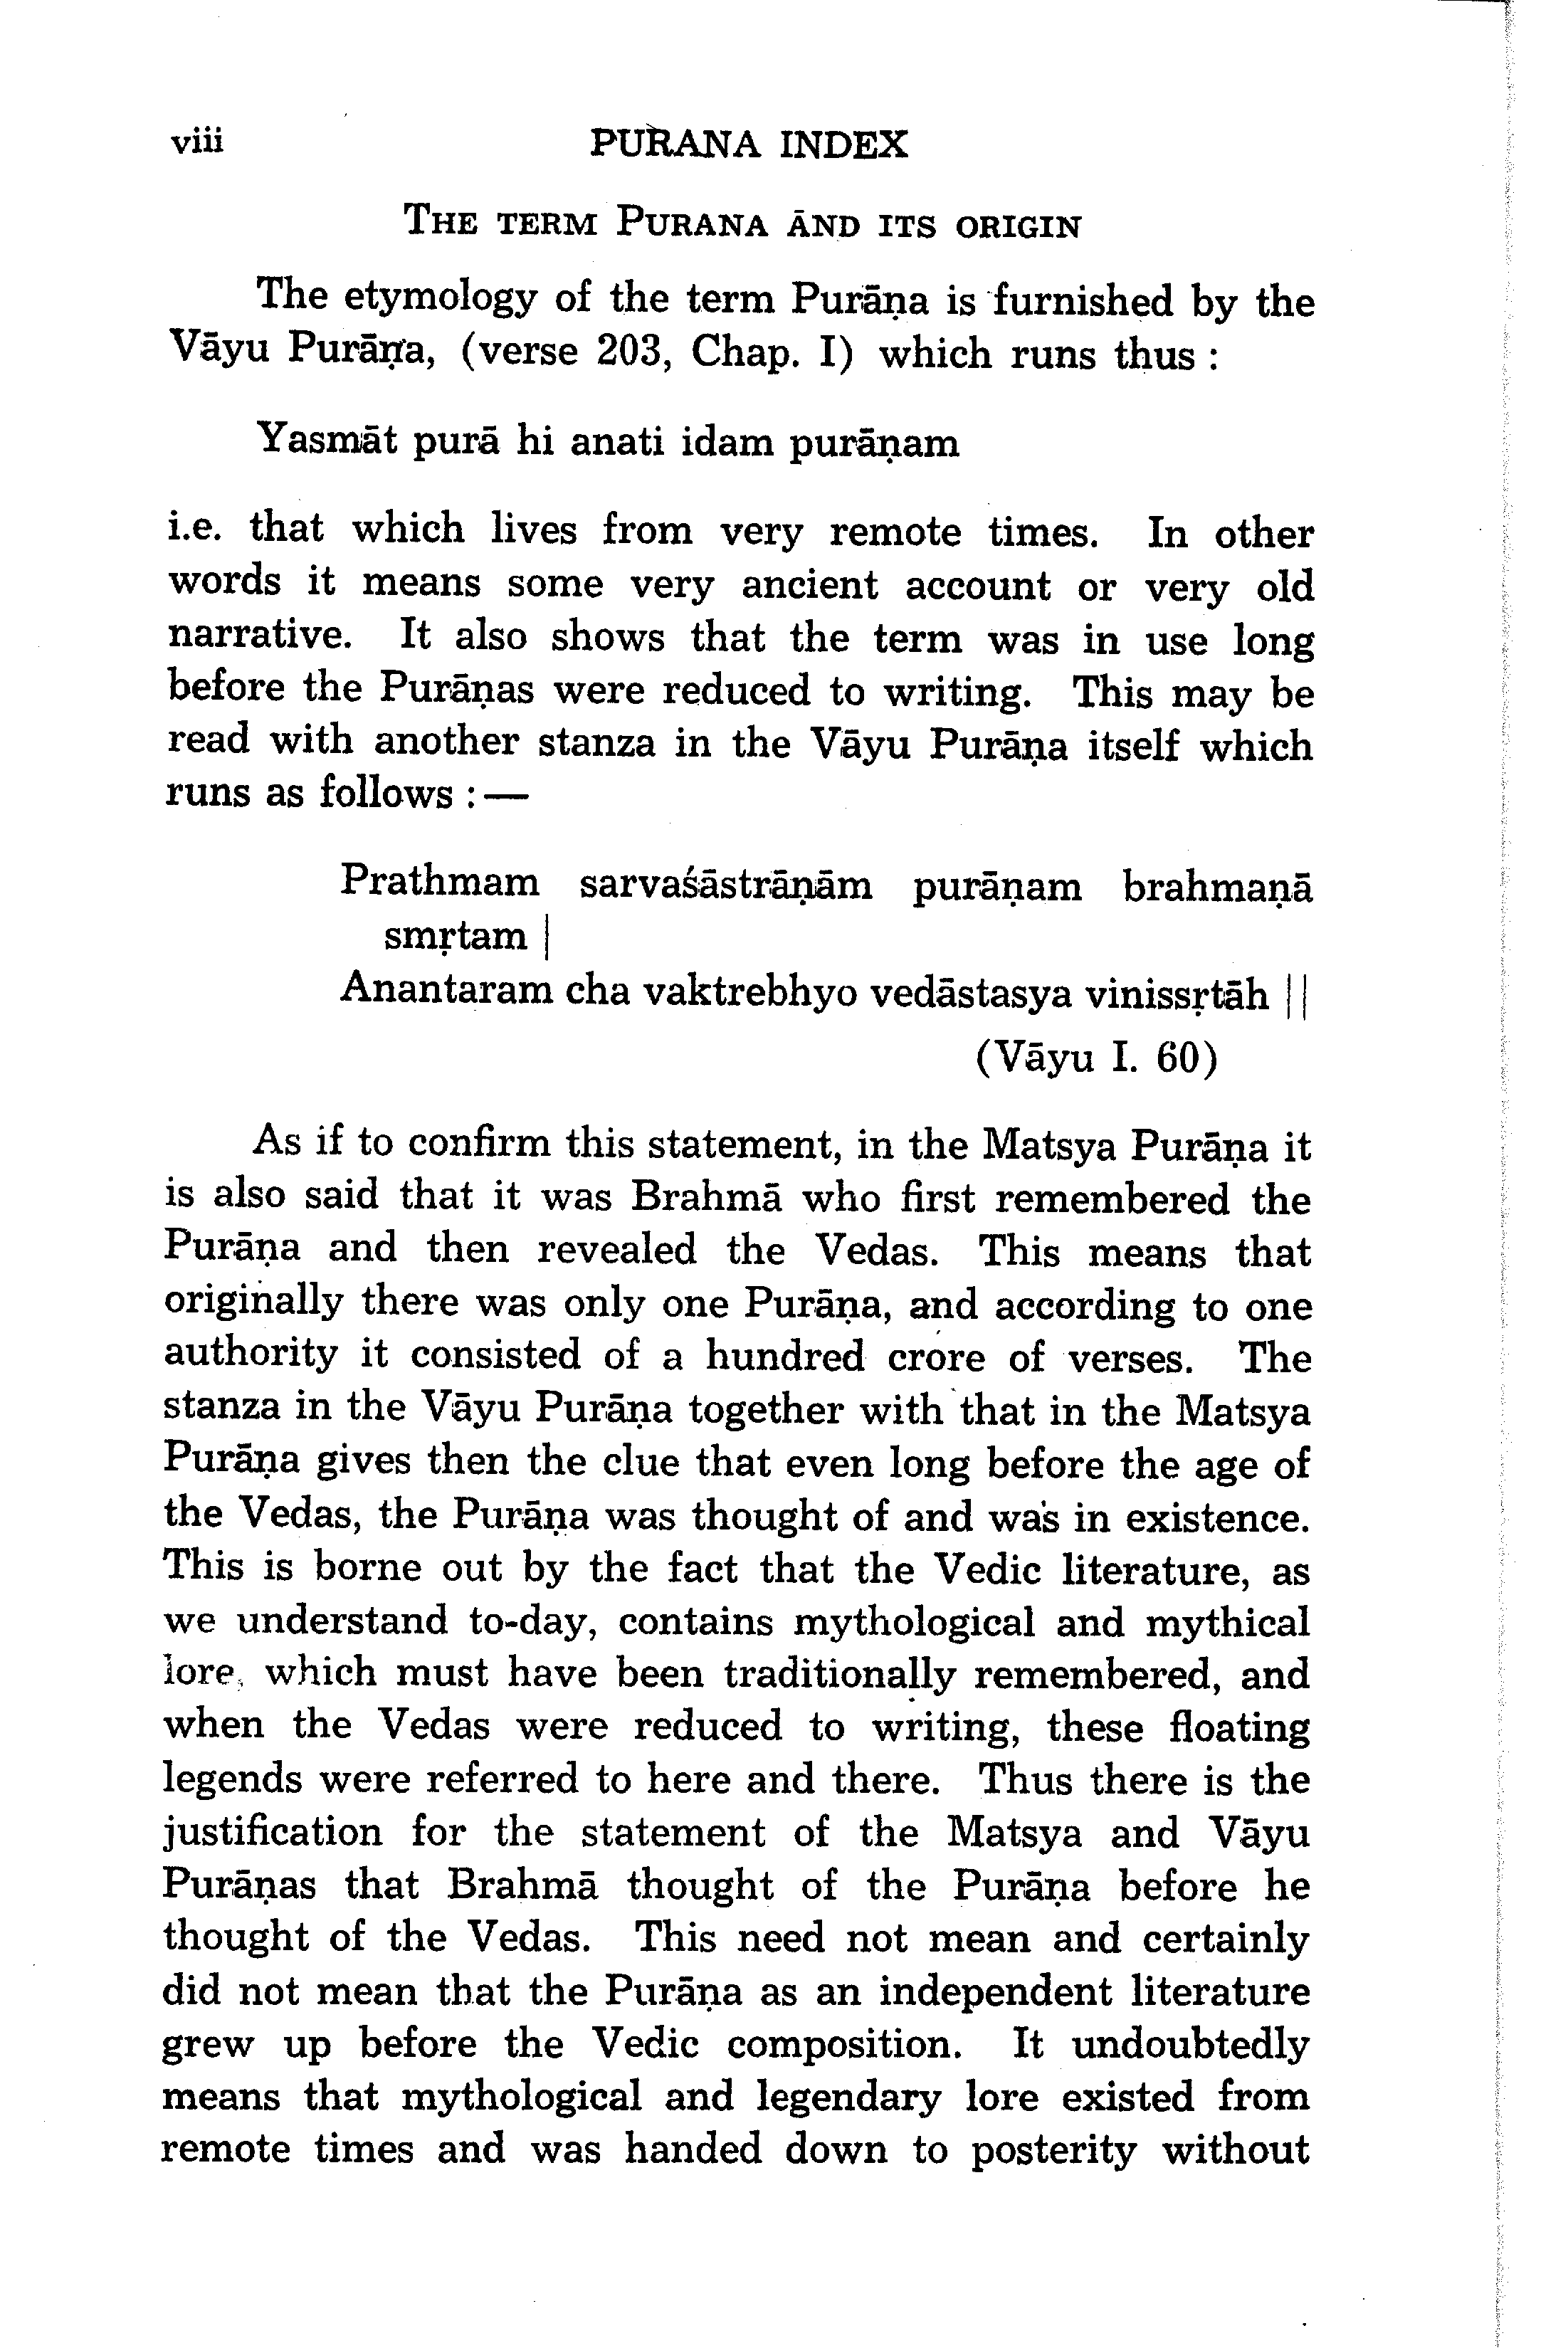 viii
PURANA INDEX
THE TERM PURANA ĀND ITS ORIGIN
The etymology of the term Purāṇa is furnished by the
Vāyu Purāṇa, (verse 203, Chap. I) which runs thus :
Yasmāt purā hi anati idam purāṇam
i.e. that which lives from very remote times. In other
words it means some very ancient account or very old
narrative. It also shows that the term was in use long
before the Purāṇas were reduced to writing. This may be
read with another stanza in the Vāyu Purāṇa itself which
runs as follows : —
Prathmam sarvaśāstrāṇām purāṇam brahmaṇā
smṛtam |
Anantaram cha vaktrebhyo vedāstasya vinissṛtāh ||
(Vāyu I. 60)
As if to confirm this statement, in the Matsya Purāṇa it
is also said that it was Brahmā who first remembered the
Purāṇa and then revealed the Vedas. This means that
originally there was only one Purāṇa, and according to one
authority it consisted of a hundred crore of verses. The
stanza in the Vāyu Purāṇa together with that in the Matsya
Purāṇa gives then the clue that even long before the age of
the Vedas, the Purāṇa was thought of and was in existence.
This is borne out by the fact that the Vedic literature, as
we understand to-day, contains mythological and mythical
lore, which must have been traditionally remembered, and
when the Vedas were reduced to writing, these floating
legends were referred to here and there. Thus there is the
justification for the statement of the Matsya and Vāyu
Purāṇas that Brahmā thought of the Purāṇa before he
thought of the Vedas. This need not mean and certainly
did not mean that the Purāṇa as an independent literature
grew up before the Vedic composition. It undoubtedly
means that mythological and legendary lore existed from
remote times and was handed down to posterity without